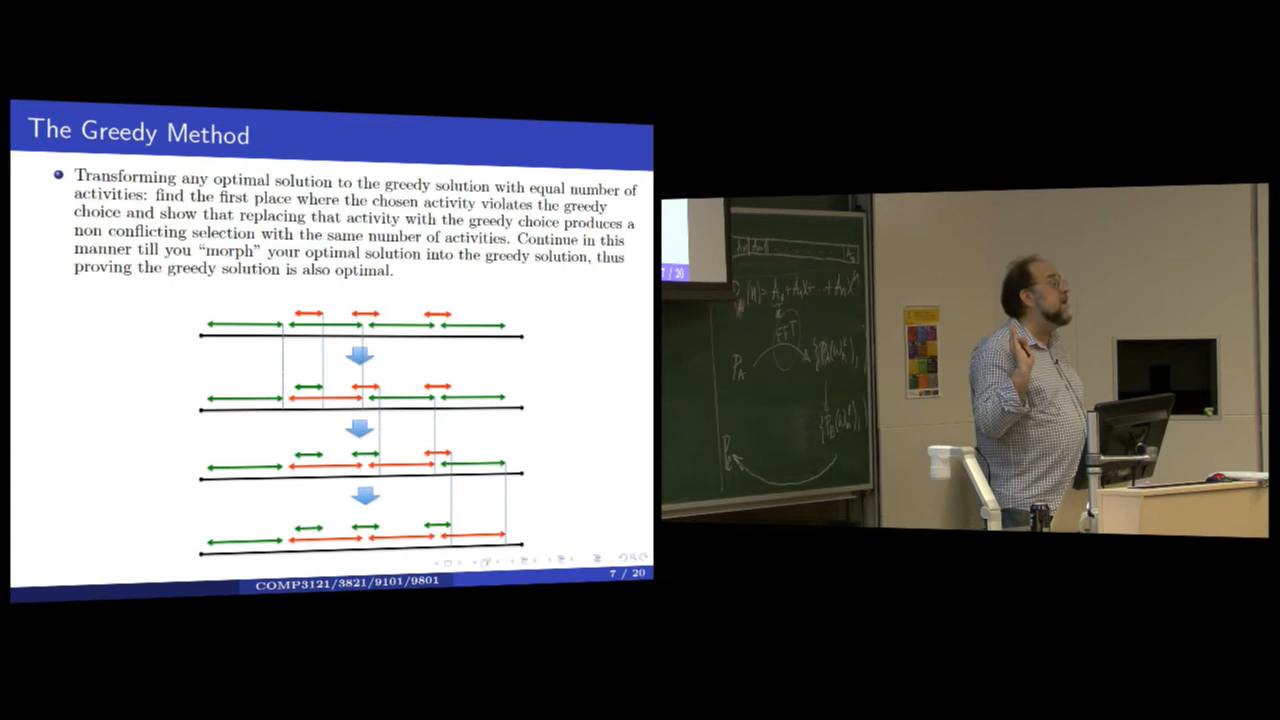 The Greedy Method
Transforming any optimal solution to the greedy solution with equal number of
activities: find the first place where the chosen activity violates the greedy
choice and show that replacing that activity with the greedy choice produces a
non conflicting selection with the same number of activities. Continue in this
manner till you “morph” your optimal solution into the greedy solution, thus
proving the greedy solution is also optimal.
COMP3121/3821/9101/9801
7 / 20
7 / 20
FFT
P_A